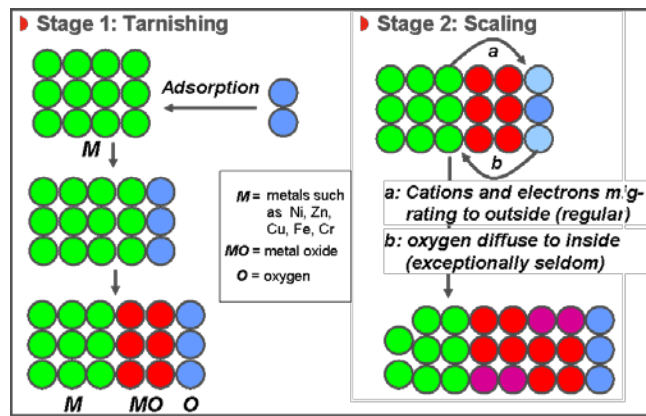 Stage 1: Tarnishing
Adsorption
M
M = metals such
as Ni, Zn,
Cu, Fe, Cr
MO = metal oxide
O = oxygen
M MO O
Stage 2: Scaling
a
b
a: Cations and electrons mig-
rating to outside (regular)
b: oxygen diffuse to inside
(exceptionally seldom)